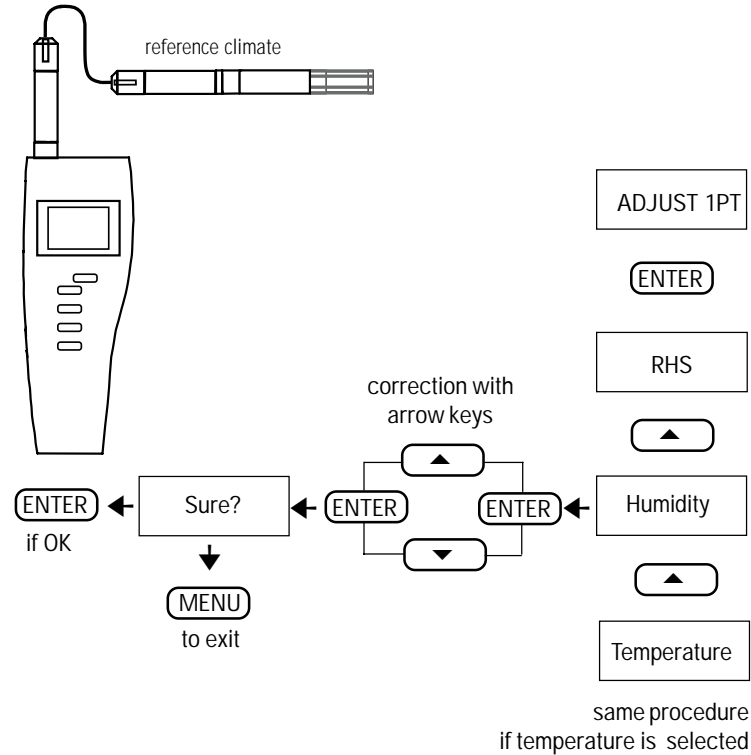 reference climate
ADJUST 1PT
ENTER
RHS
correction with
arrow keys
ENTER
Sure?
ENTER
ENTER
Humidity
if OK
MENU
to exit
Temperature
same procedure
if temperature is selected